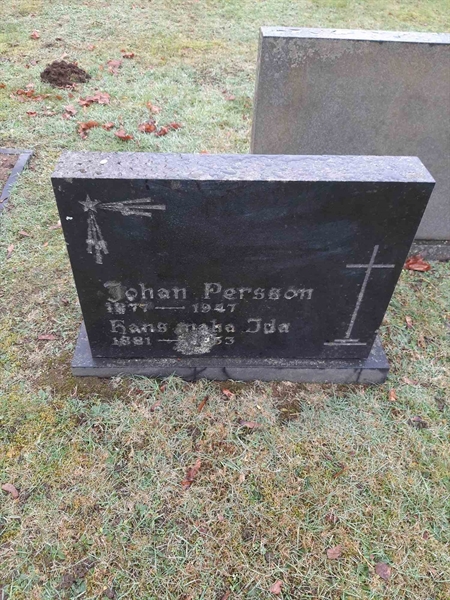 Johan Persson
1877 — 1947
Hans maka Ida
1881 —